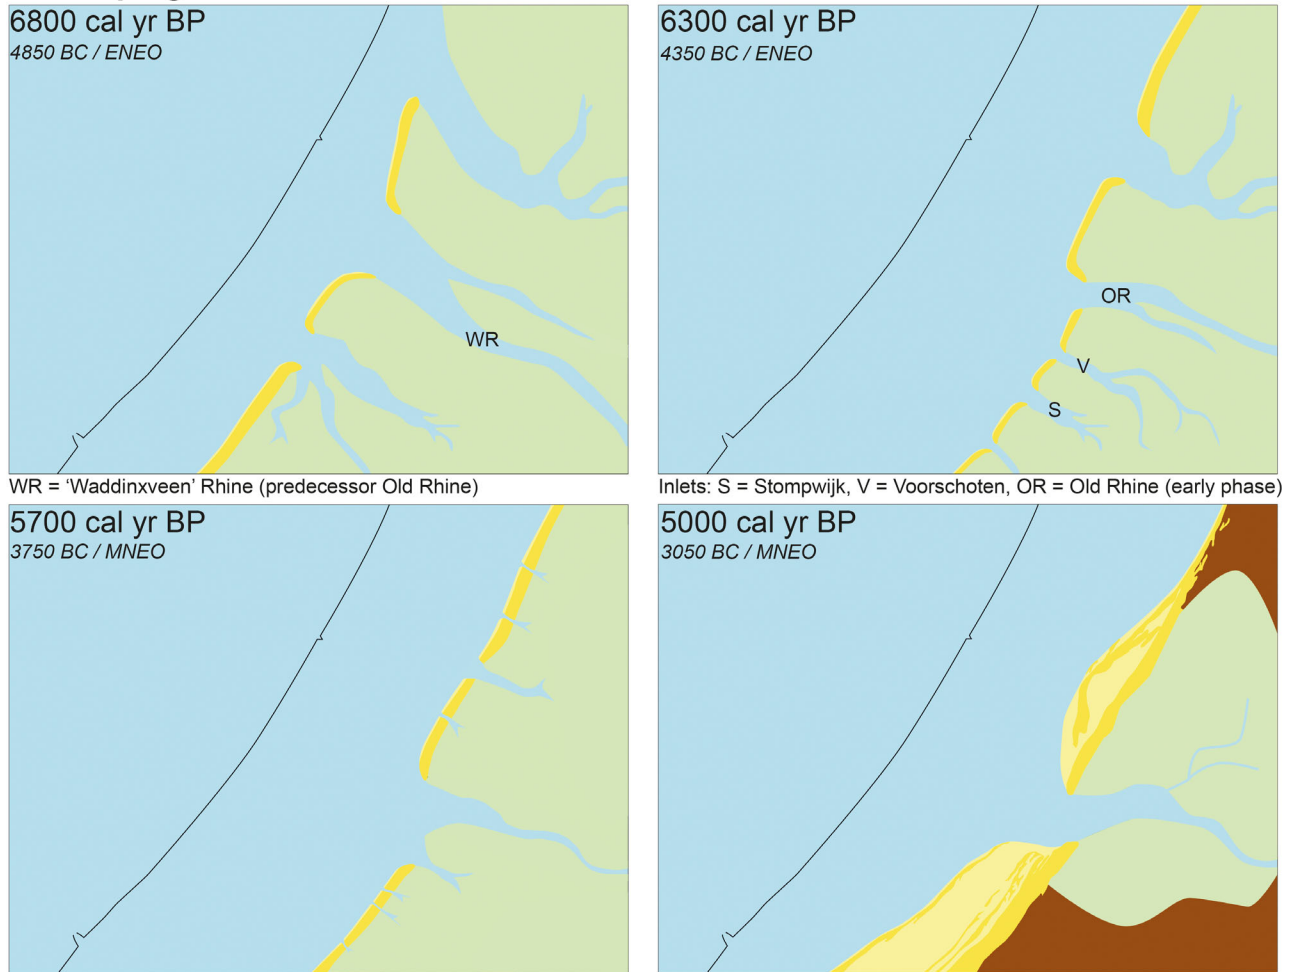 6800 cal yr BP
4850 BC / ENEO
WR
WR = ‘Waddinxveen’ Rhine (predecessor Old Rhine)
6300 cal yr BP
4350 BC / ENEO
OR
V
S
Inlets: S = Stompwijk, V = Voorschoten, OR = Old Rhine (early phase)
5700 cal yr BP
3750 BC / MNEO
5000 cal yr BP
3050 BC / MNEO